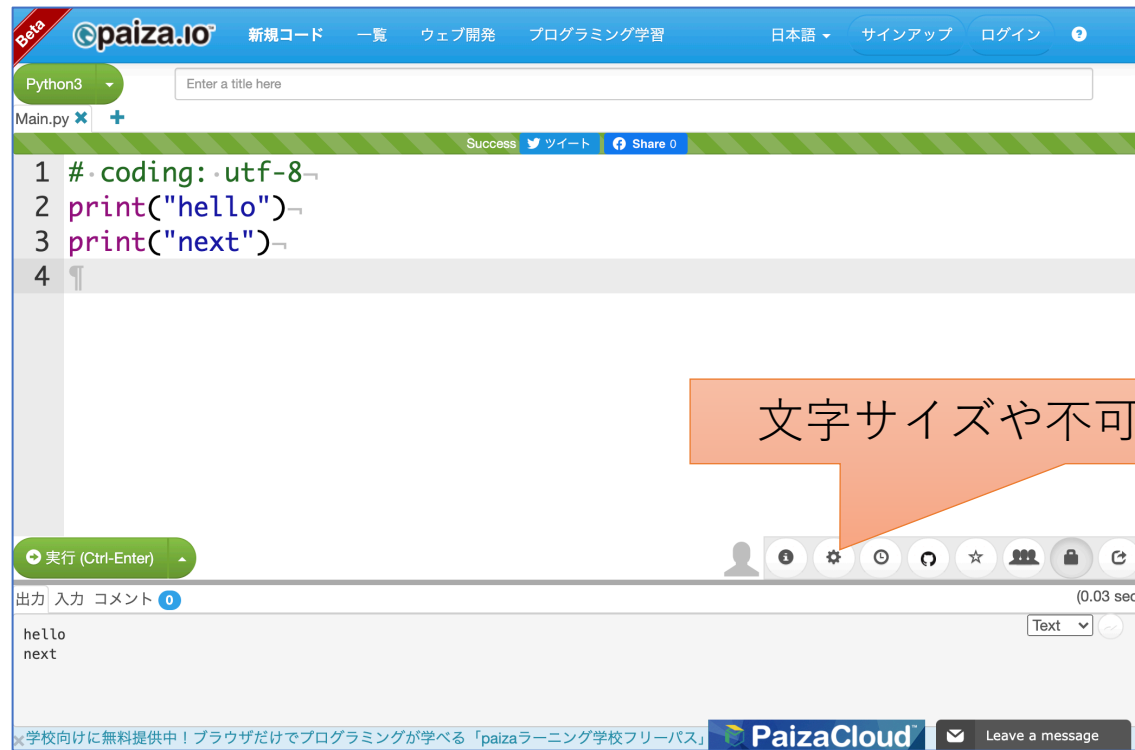 Beta
paiza.io 新規コード 一覧 ウェブ開発 プログラミング学習 日本語 サインアップ ログイン ?
Python3 Enter a title here
Main.py
Success ツイート Share 0
1 # coding: utf-8
2 print("hello")
3 print("next")
4
文字サイズや不可
実行 (Ctrl-Enter)
出力 入力 コメント 0 (0.03 sec
Text
hello
next
学校向けに無料提供中！ブラウザだけでプログラミングが学べる「paizaラーニング学校フリーパス」 PaizaCloud Leave a message